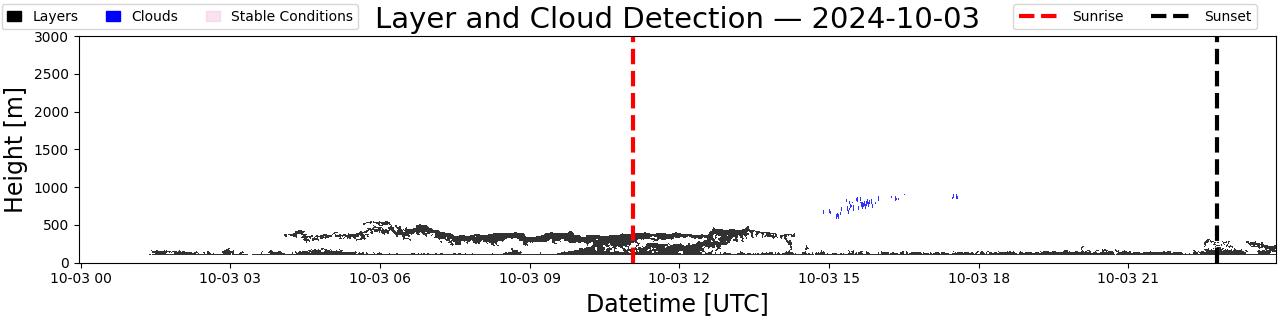 Layers Clouds Stable Conditions Layer and Cloud Detection — 2024-10-03 Sunrise Sunset
3000
2500
2000
1500
1000
500
0
Height [m]
10-03 00 10-03 03 10-03 06 10-03 09 10-03 12 10-03 15 10-03 18 10-03 21
Datetime [UTC]